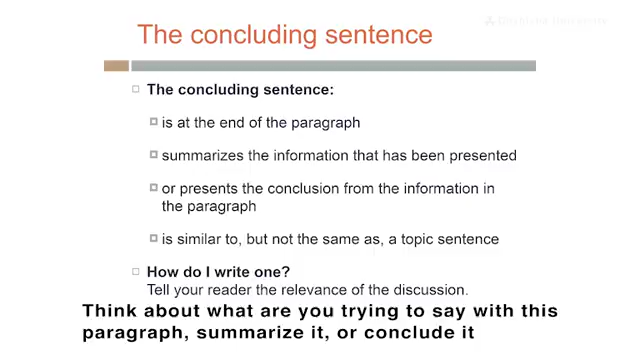 The concluding sentence
The concluding sentence:
is at the end of the paragraph
summarizes the information that has been presented
or presents the conclusion from the information in
the paragraph
is similar to, but not the same as, a topic sentence
How do I write one?
Tell your reader the relevance of the discussion.
Think about what are you trying to say with this
paragraph, summarize it, or conclude it